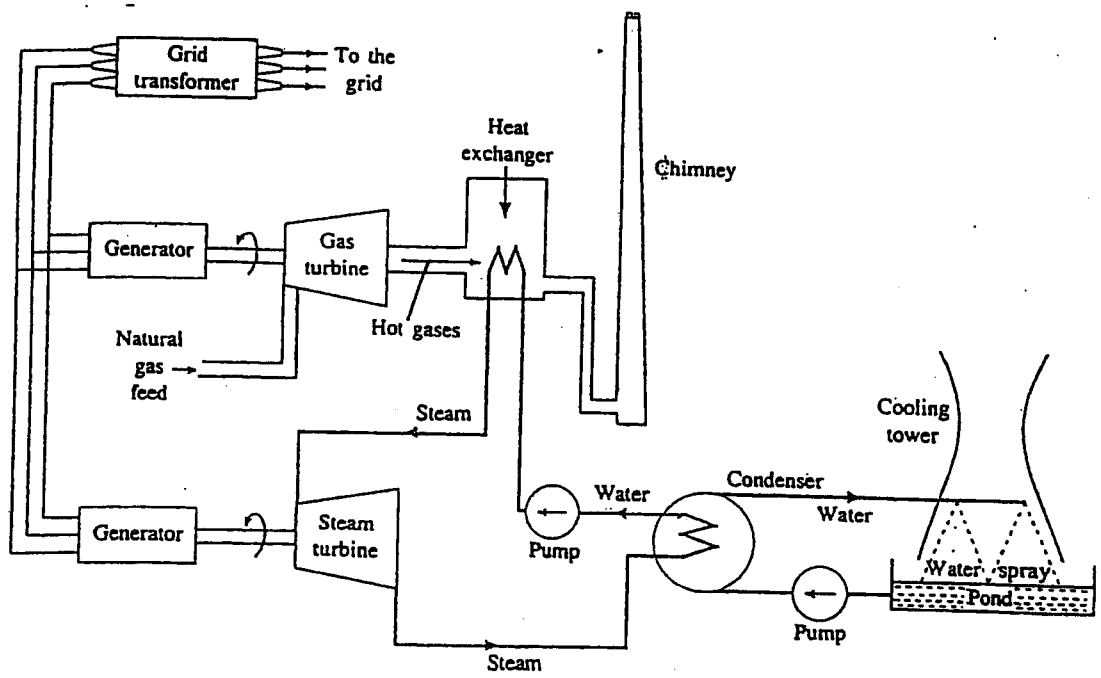 Grid
transformer
To the
grid
Heat
exchanger
Chimney
Generator
Gas
turbine
Hot gases
Natural
gas
feed
Steam
Cooling
tower
Condenser
Water
Water
Generator
Steam
turbine
Pump
Water spray
Pond
Pump
Steam